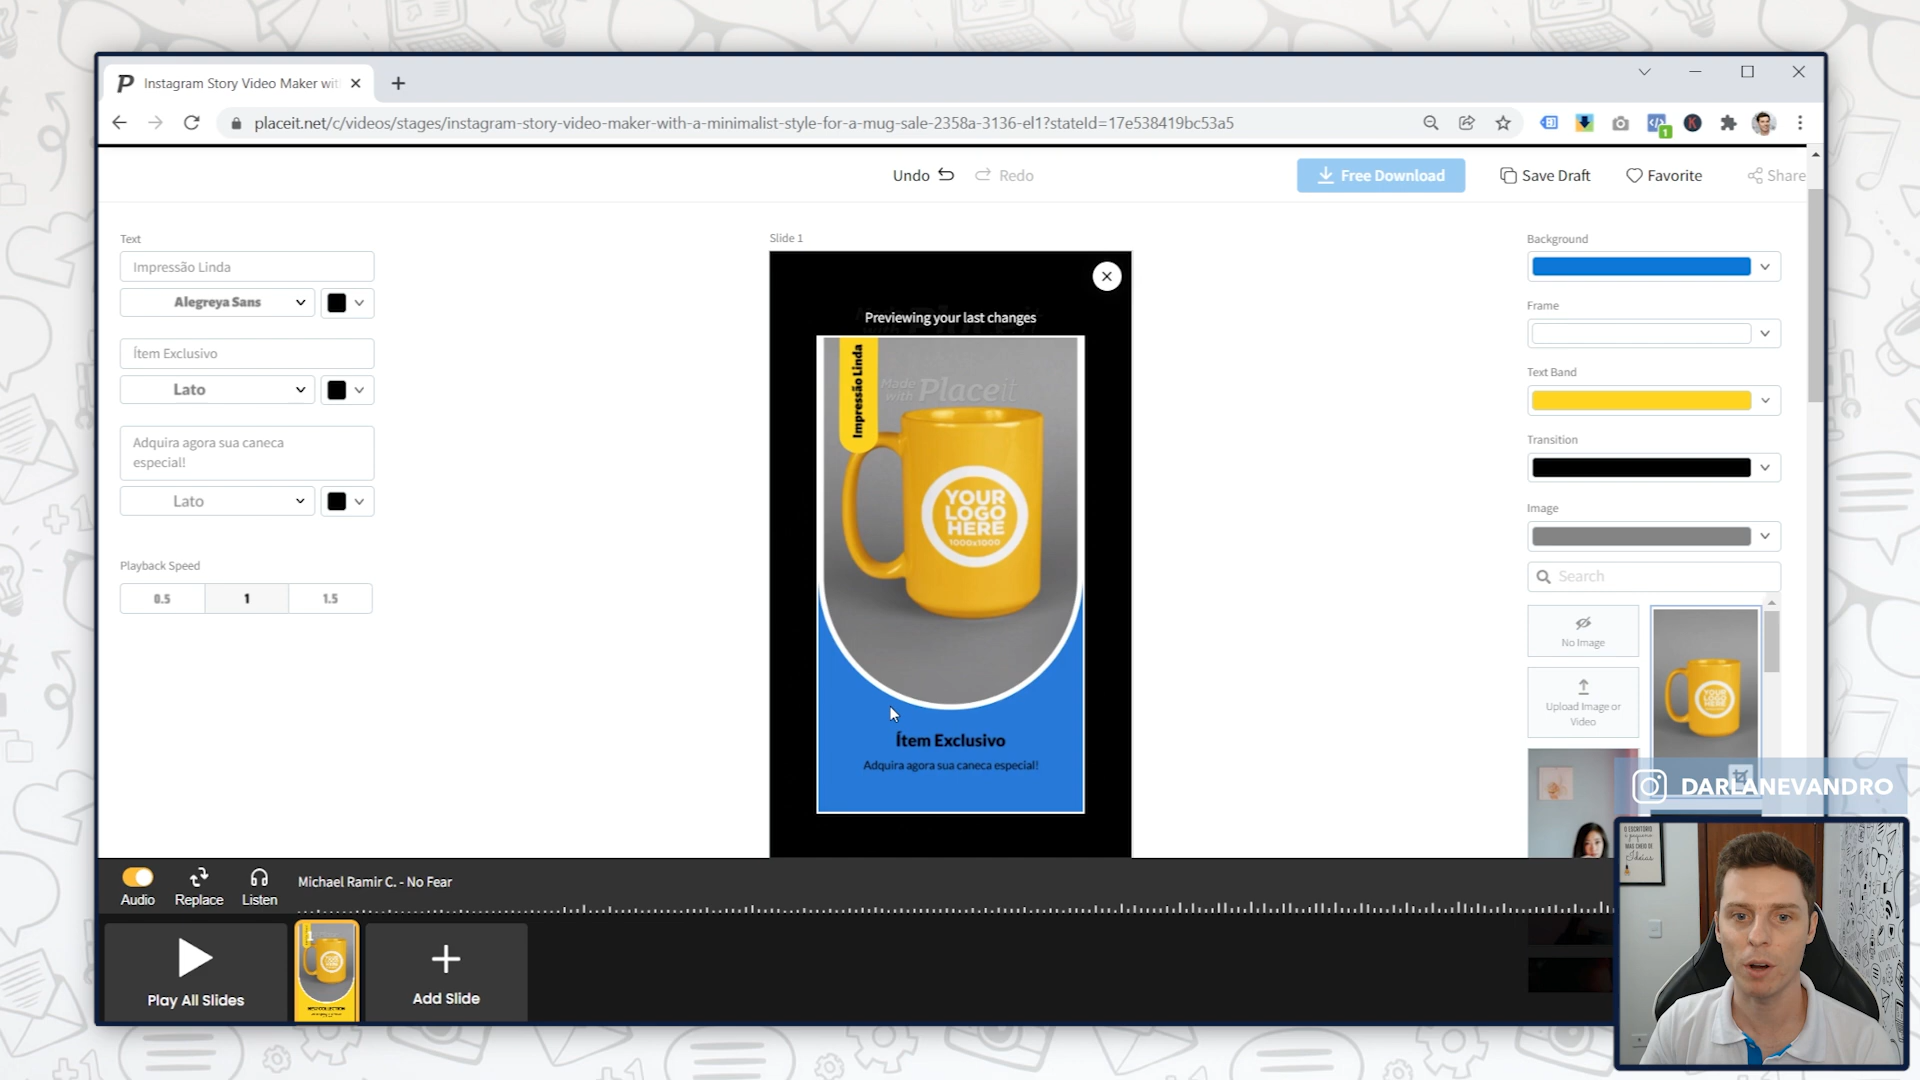 Instagram Story Video Maker wit
placeit.net/c/videos/stages/instagram-story-video-maker-with-a-minimalist-style-for-a-mug-sale-2358a-3136-el1?stateId=17e538419bc53a5
1
Undo
Redo
Free Download
Save Draft
Favorite
Share
Text
Impressão Linda
Alegreya Sans
Ítem Exclusivo
Lato
Adquira agora sua caneca
especial!
Lato
Playback Speed
0.5
1
1.5
Slide 1
Previewing your last changes
Impressão Linda
Made
with Placeit
YOUR
LOGO
HERE
1000x1000
Ítem Exclusivo
Adquira agora sua caneca especial!
Background
Frame
Text Band
Transition
Image
Search
No Image
Upload Image or
Video
YOUR
LOGO
HERE
DARLANEVANDRO
Audio
Replace
Listen
Michael Ramir C. - No Fear
Play All Slides
1
Add Slide